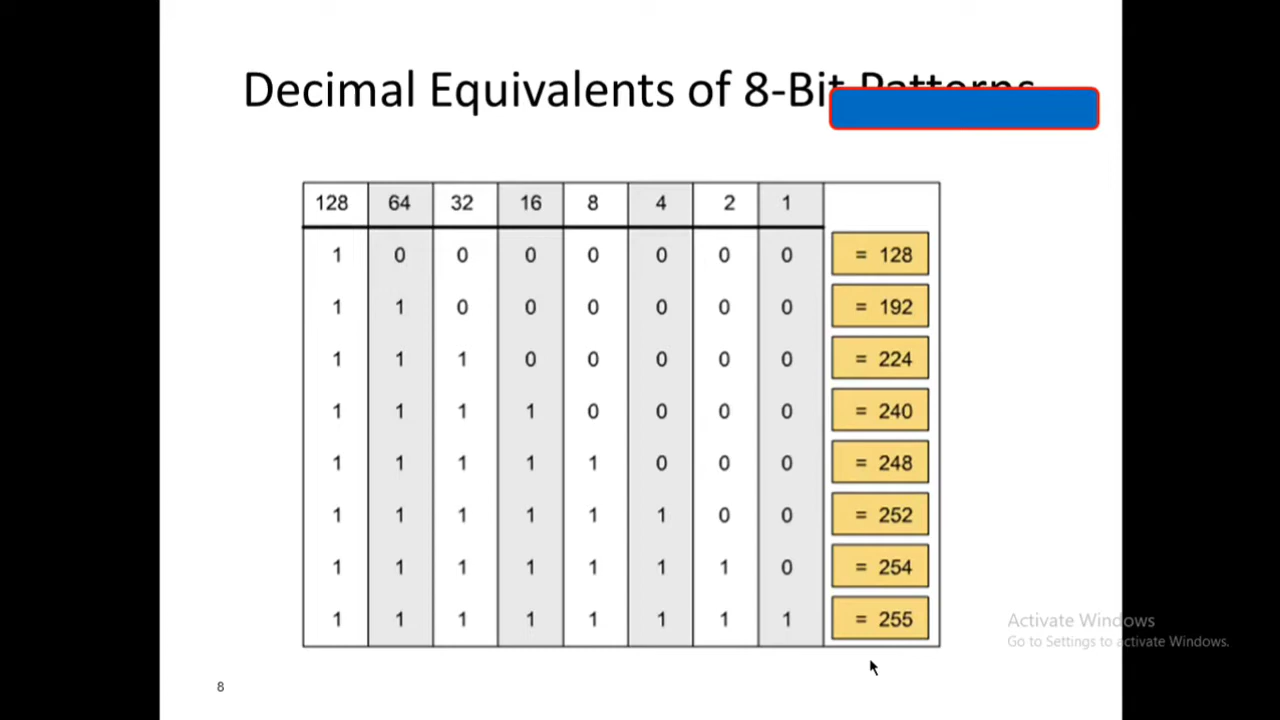 Decimal Equivalents of 8-Bit Patterns
128 64 32 16 8 4 2 1
1 0 0 0 0 0 0 0 = 128
1 1 0 0 0 0 0 0 = 192
1 1 1 0 0 0 0 0 = 224
1 1 1 1 0 0 0 0 = 240
1 1 1 1 1 0 0 0 = 248
1 1 1 1 1 1 0 0 = 252
1 1 1 1 1 1 1 0 = 254
1 1 1 1 1 1 1 1 = 255
Activate Windows
Go to Settings to activate Windows.
8